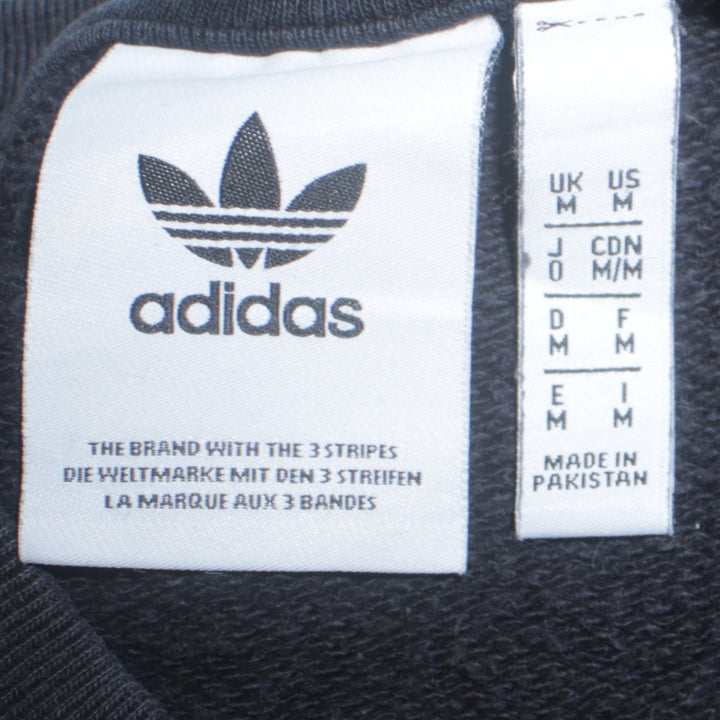 adidas
THE BRAND WITH THE 3 STRIPES
DIE WELTMARKE MIT DEN 3 STREIFEN
LA MARQUE AUX 3 BANDES
UK US
M M
J CDN
O M/M
D F
M M
E I
M M
MADE IN
PAKISTAN